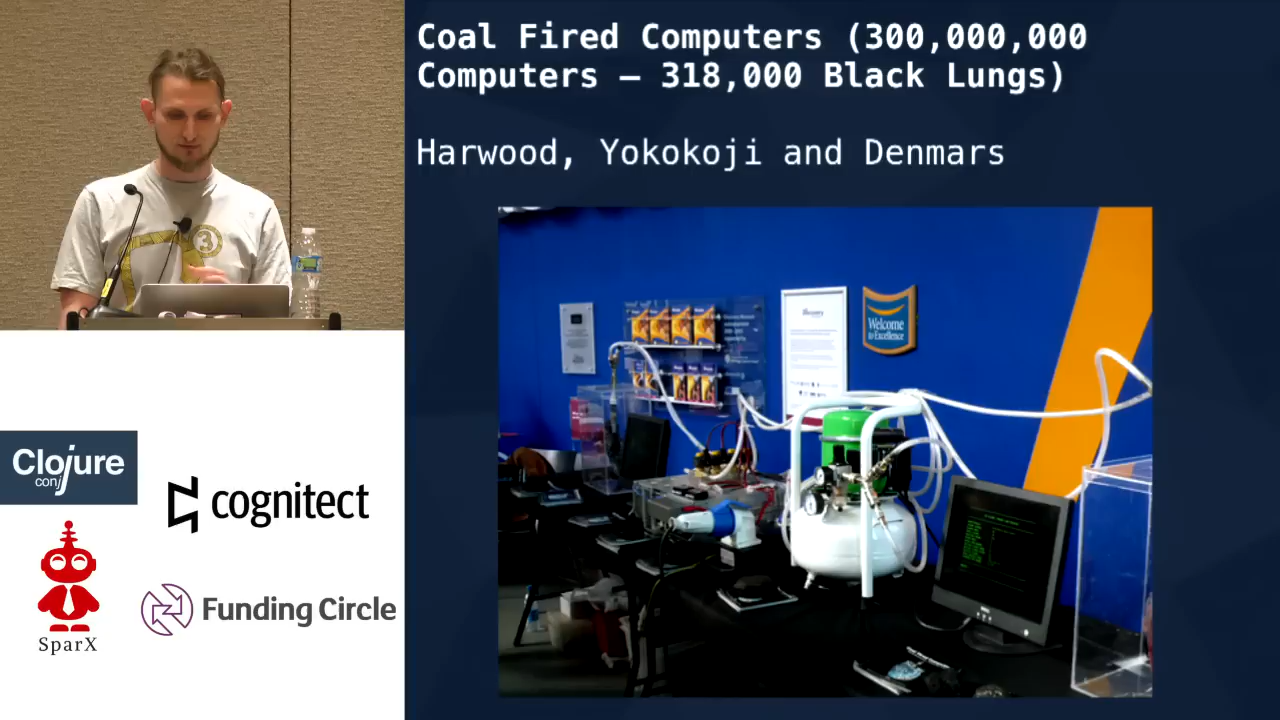 Coal Fired Computers (300,000,000
Computers – 318,000 Black Lungs)
Harwood, Yokokoji and Denmars
Welcome
to Excellence
3
Clojure
conj
cognitect
SparX
Funding Circle